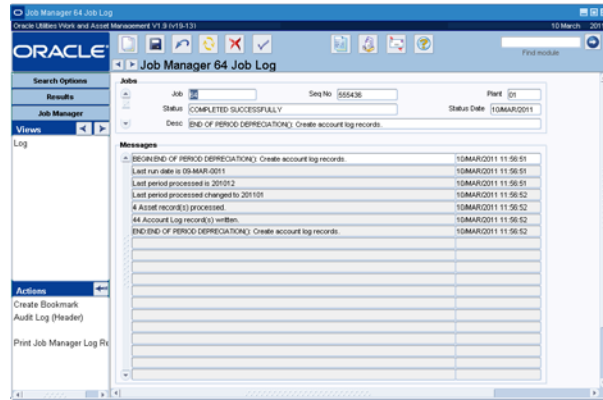 Job Manager 64 Job Log
Oracle Utilities Work and Asset Management V1.9 (v19-13)
10 March 201
ORACLE
Find module
Job Manager 64 Job Log
Search Options
Results
Job Manager
Views
Log
Jobs
Job 64 Seq No 555436 Plant 01
Status COMPLETED SUCCESSFULLY Status Date 10/MAR/2011
Desc END OF PERIOD DEPRECIATION(): Create account log records.
Messages
BEGIN:END OF PERIOD DEPRECIATION(): Create account log records. 10/MAR/2011 11:56:51
Last run date is 09-MAR-0011 10/MAR/2011 11:56:51
Last period processed is 201012 10/MAR/2011 11:56:51
Last period processed changed to 201101 10/MAR/2011 11:56:52
4 Asset record(s) processed. 10/MAR/2011 11:56:52
44 Account Log record(s) written. 10/MAR/2011 11:56:52
END:END OF PERIOD DEPRECIATION(): Create account log records. 10/MAR/2011 11:56:52
Actions
Create Bookmark
Audit Log (Header)
Print Job Manager Log Re